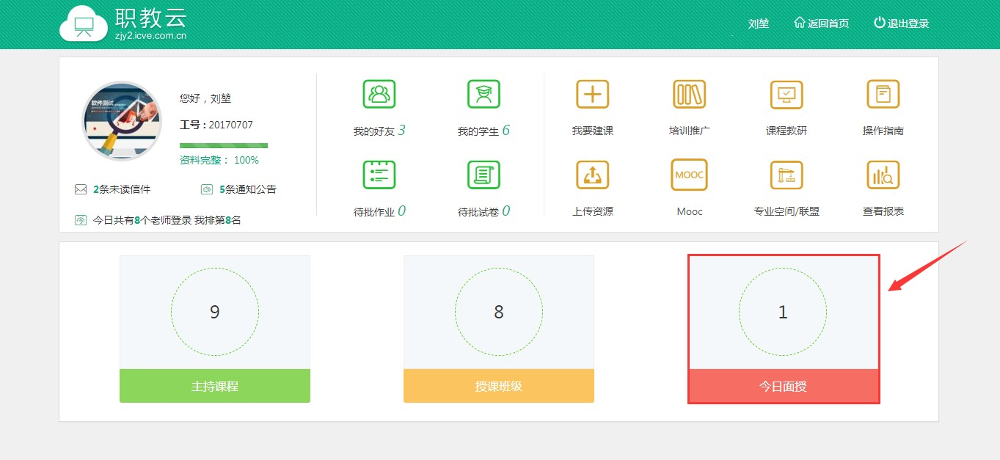 职教云
zjy2.icve.com.cn
刘堃 返回首页 退出登录
软件测试
您好，刘堃
工号：20170707
资料完整： 100%
2条未读信件 5条通知公告
今日共有8个老师登录 我排第8名
我的好友 3 我的学生 6
待批作业 0 待批试卷 0
我要建课 培训推广 课程教研 操作指南
MOOC
上传资源 Mooc 专业空间/联盟 查看报表
9
主持课程
8
授课班级
1
今日面授